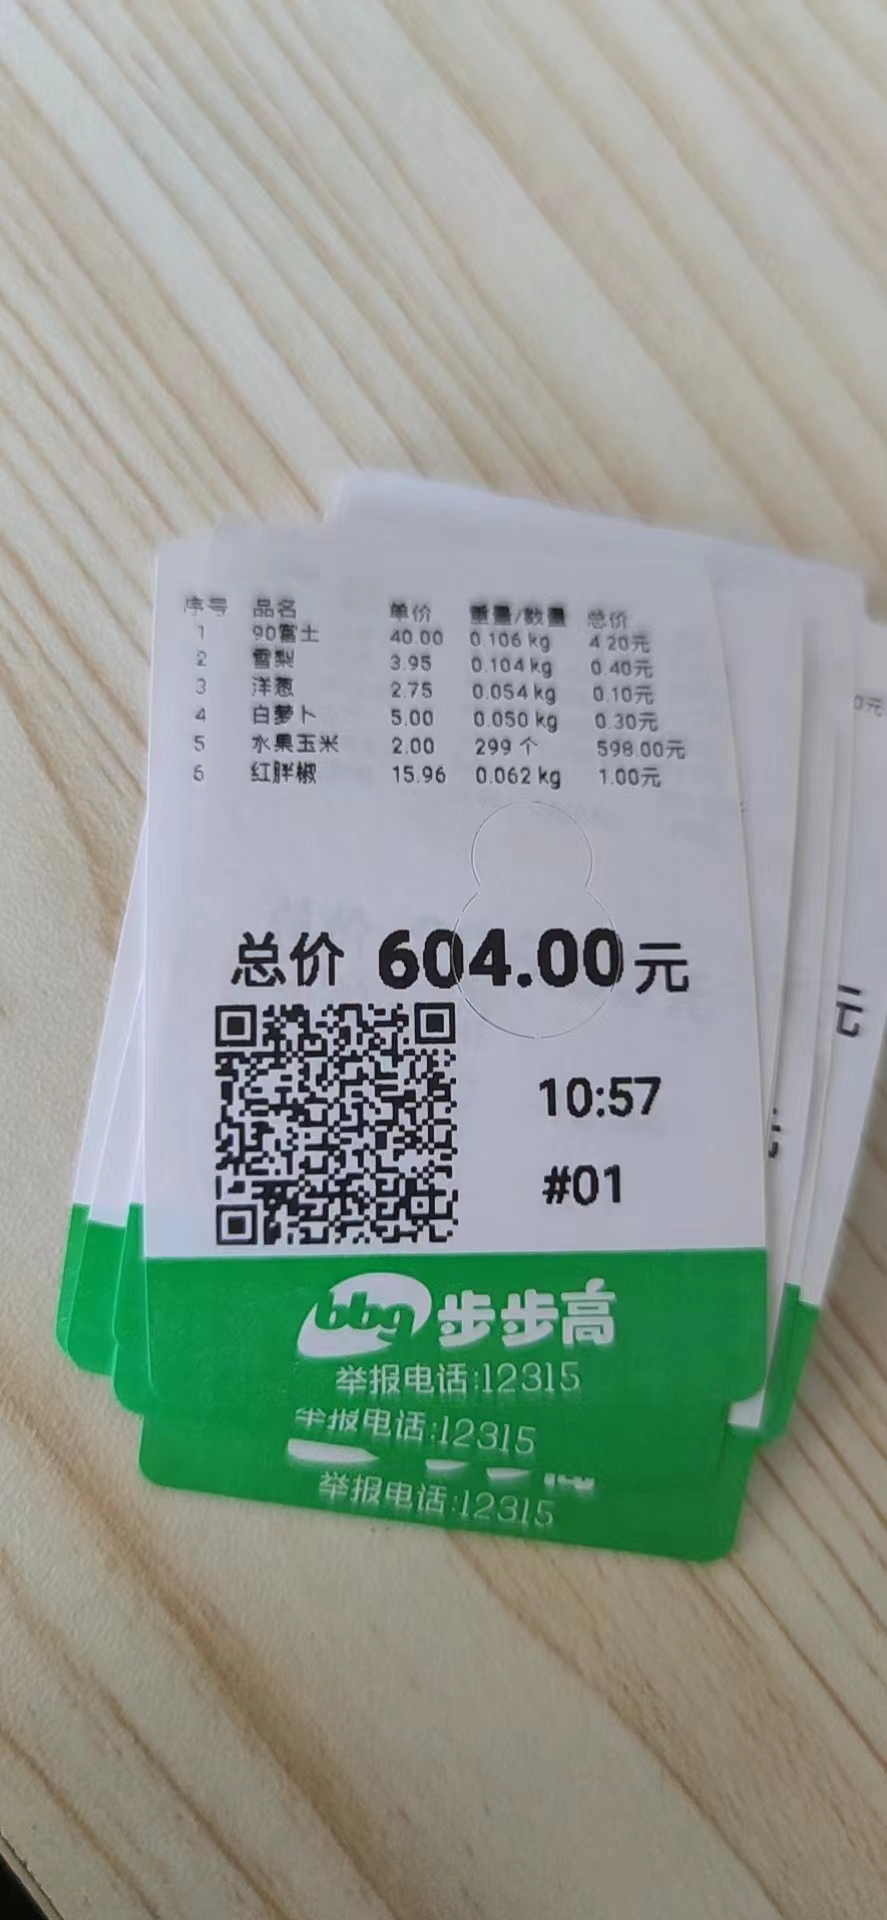 序号 品名 单价 重量/数量 总价
1 90富士 40.00 0.106 kg 4.20元
2 雪梨 3.95 0.104 kg 0.40元
3 洋葱 2.75 0.054 kg 0.10元
4 白萝卜 5.00 0.050 kg 0.30元
5 水果玉米 2.00 299 个 598.00元
6 红胖椒 15.96 0.062 kg 1.00元
总价 604.00元
10:57
#01
bbg 步步高
举报电话:12315
举报电话:12315
举报电话:12315
0元
元